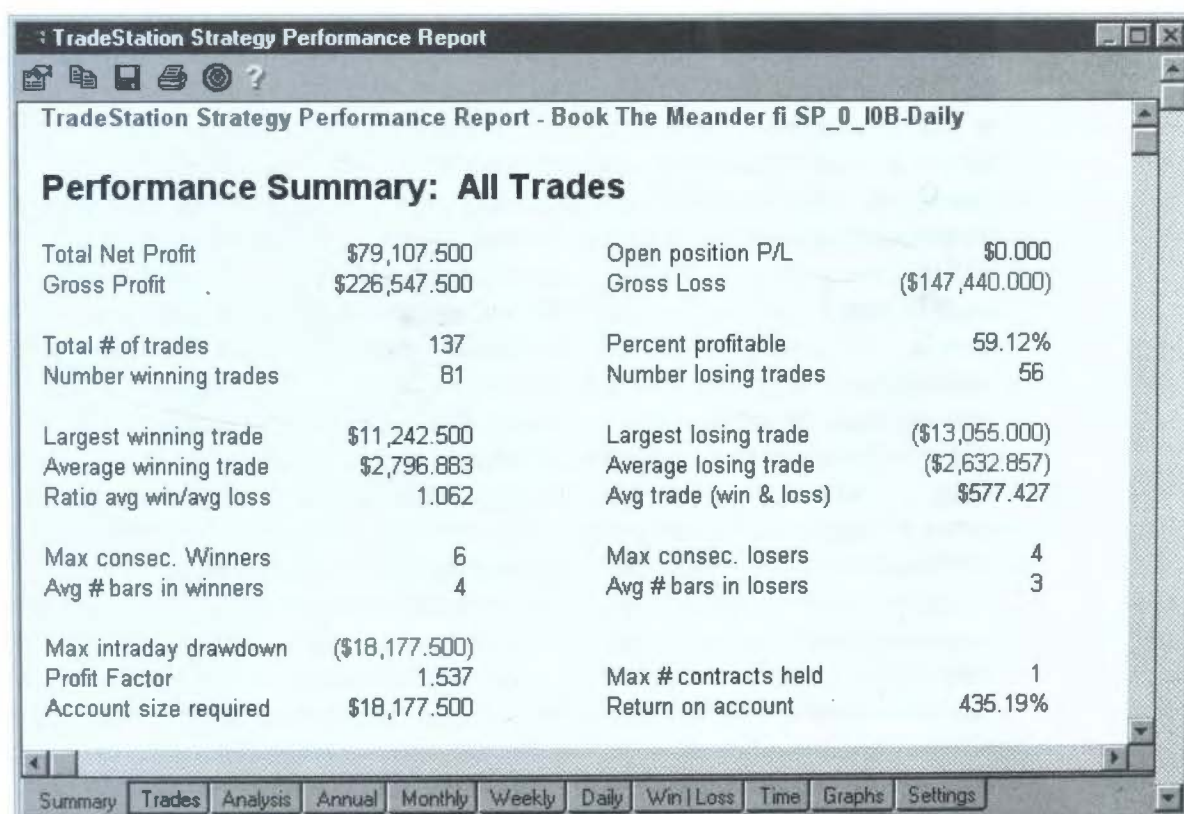 TradeStation Strategy Performance Report
TradeStation Strategy Performance Report - Book The Meander fi SP_0_I0B-Daily
Performance Summary: All Trades
Total Net Profit $79,107.500 Open position P/L $0.000
Gross Profit $226,547.500 Gross Loss ($147,440.000)
Total # of trades 137 Percent profitable 59.12%
Number winning trades 81 Number losing trades 56
Largest winning trade $11,242.500 Largest losing trade ($13,055.000)
Average winning trade $2,796.883 Average losing trade ($2,632.857)
Ratio avg win/avg loss 1.062 Avg trade (win & loss) $577.427
Max consec. Winners 6 Max consec. losers 4
Avg # bars in winners 4 Avg # bars in losers 3
Max intraday drawdown ($18,177.500)
Profit Factor 1.537 Max # contracts held 1
Account size required $18,177.500 Return on account 435.19%
Summary Trades Analysis Annual Monthly Weekly Daily Win | Loss Time Graphs Settings